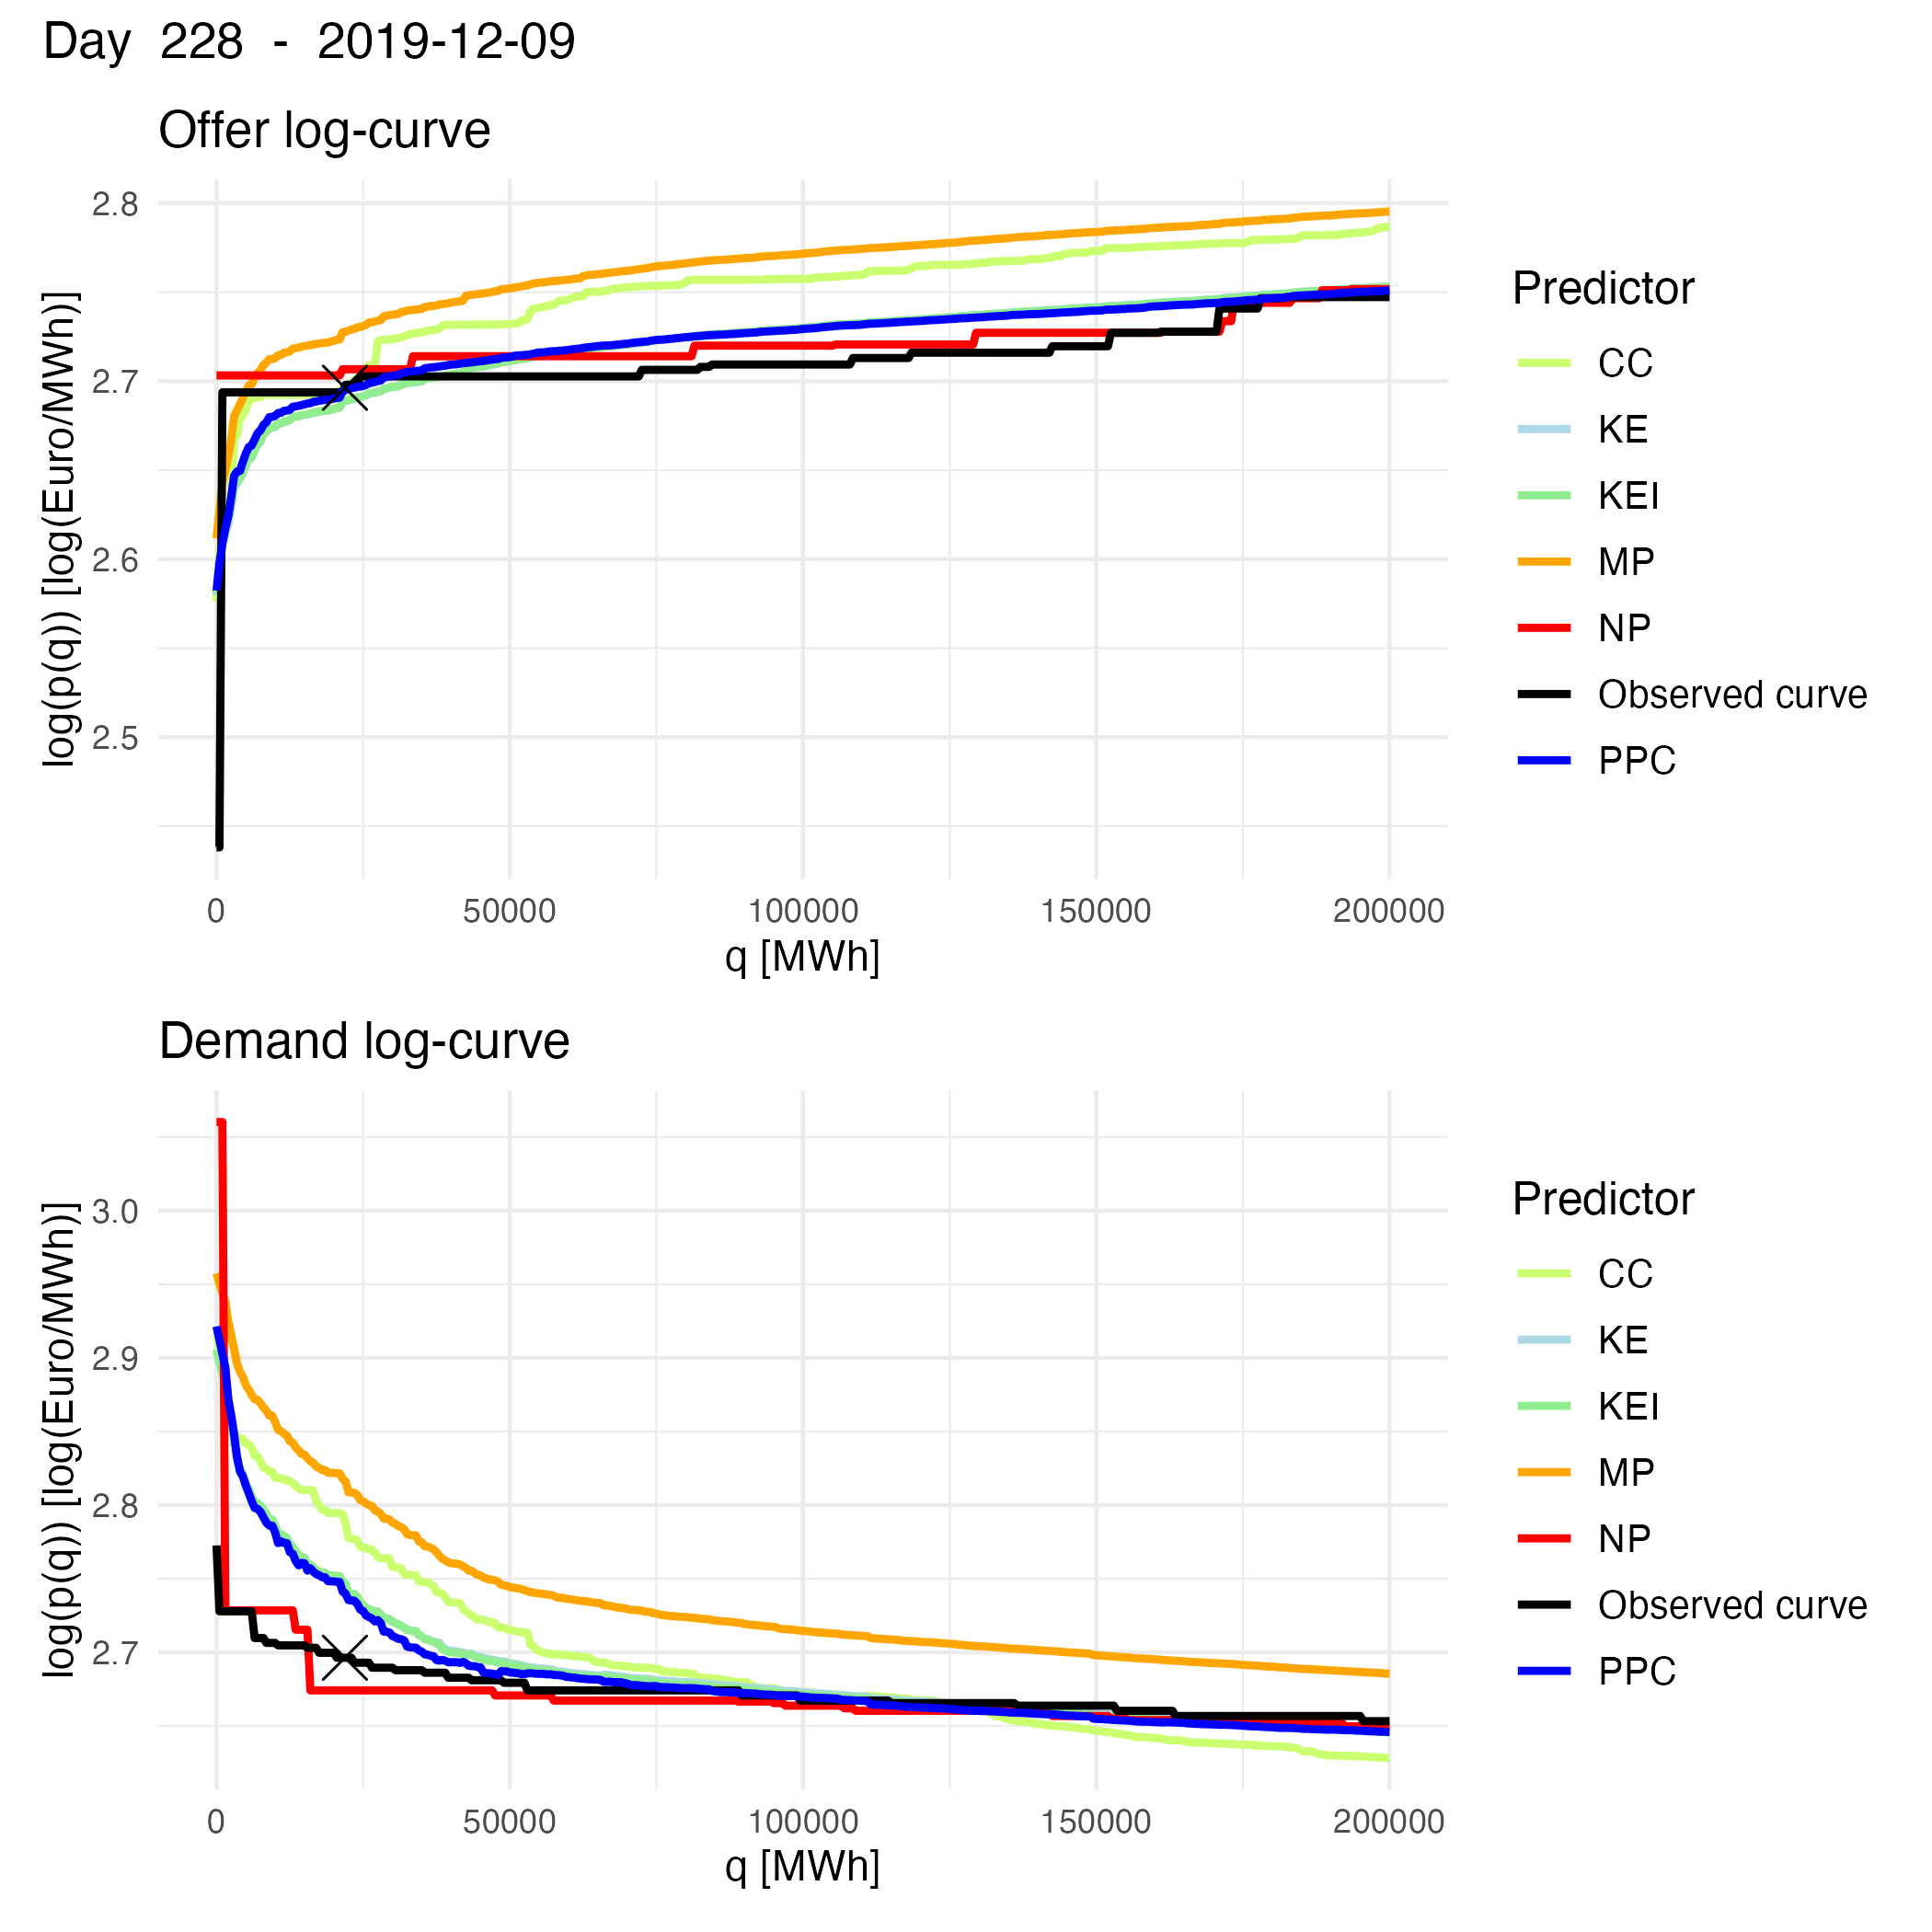 Day 228 - 2019-12-09
Offer log-curve
log(p(q)) [log(Euro/MWh)]
2.8
2.7
2.6
2.5
0
50000
100000
150000
200000
q [MWh]
Predictor
CC
KE
KEI
MP
NP
Observed curve
PPC
Demand log-curve
log(p(q)) [log(Euro/MWh)]
3.0
2.9
2.8
2.7
0
50000
100000
150000
200000
q [MWh]
Predictor
CC
KE
KEI
MP
NP
Observed curve
PPC